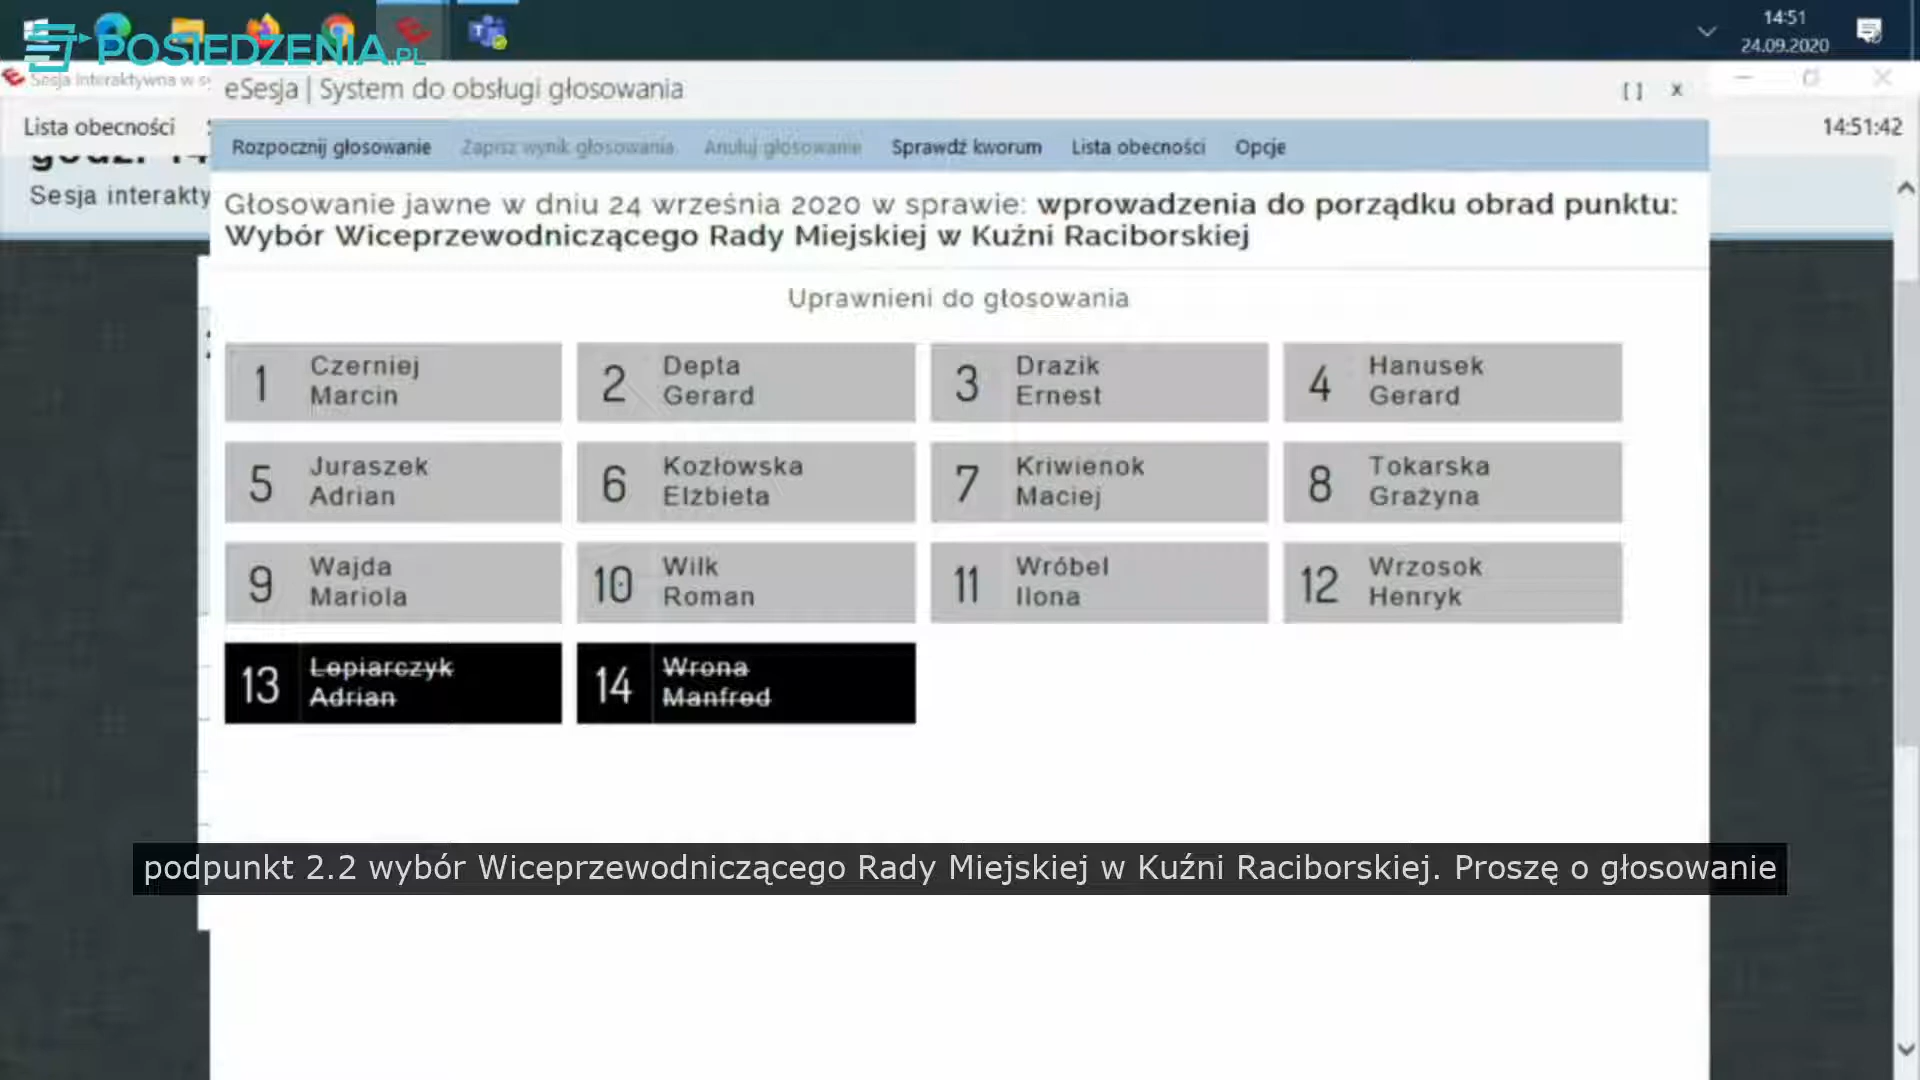 14:51
24.09.2020
POSIEDZENIA.PL
Sesja interaktywna w
eSesja | System do obsługi głosowania
[ ] x
Lista obecności
14:51:42
Rozpocznij głosowanie Zapisz wynik głosowania Anuluj głosowanie Sprawdź kworum Lista obecności Opcje
godz. 14
Sesja interakty
Głosowanie jawne w dniu 24 września 2020 w sprawie: wprowadzenia do porządku obrad punktu:
Wybór Wiceprzewodniczącego Rady Miejskiej w Kuźni Raciborskiej
Uprawnieni do głosowania
1 Czerniej Marcin
2 Depta Gerard
3 Drazik Ernest
4 Hanusek Gerard
5 Juraszek Adrian
6 Kozłowska Elżbieta
7 Kriwienok Maciej
8 Tokarska Grażyna
9 Wajda Mariola
10 Wilk Roman
11 Wróbel Ilona
12 Wrzosok Henryk
13 Lepiarczyk Adrian
14 Wrona Manfred
podpunkt 2.2 wybór Wiceprzewodniczącego Rady Miejskiej w Kuźni Raciborskiej. Proszę o głosowanie